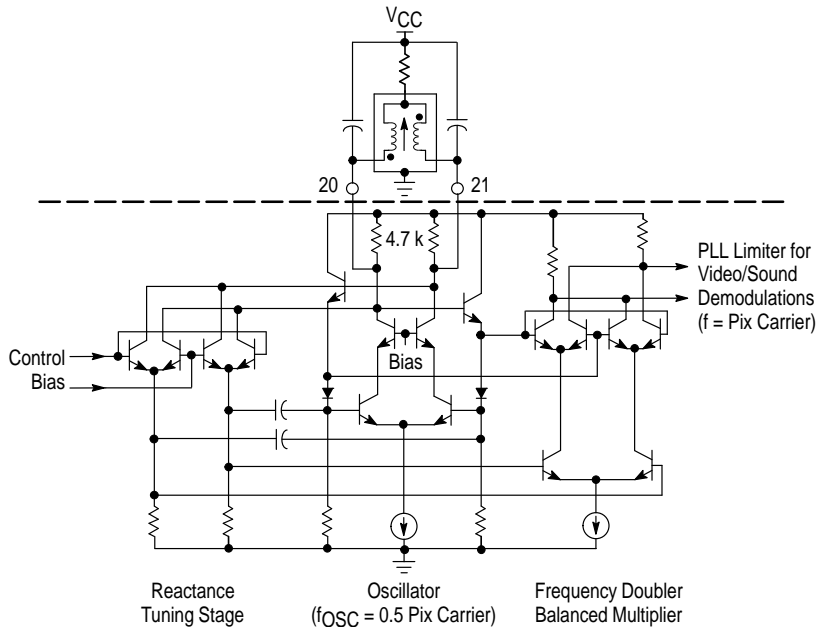 VCC
20
21
4.7 k
PLL Limiter for
Video/Sound
Demodulations
(f = Pix Carrier)
Control
Bias
Bias
Reactance
Tuning Stage
Oscillator
(fOSC = 0.5 Pix Carrier)
Frequency Doubler
Balanced Multiplier